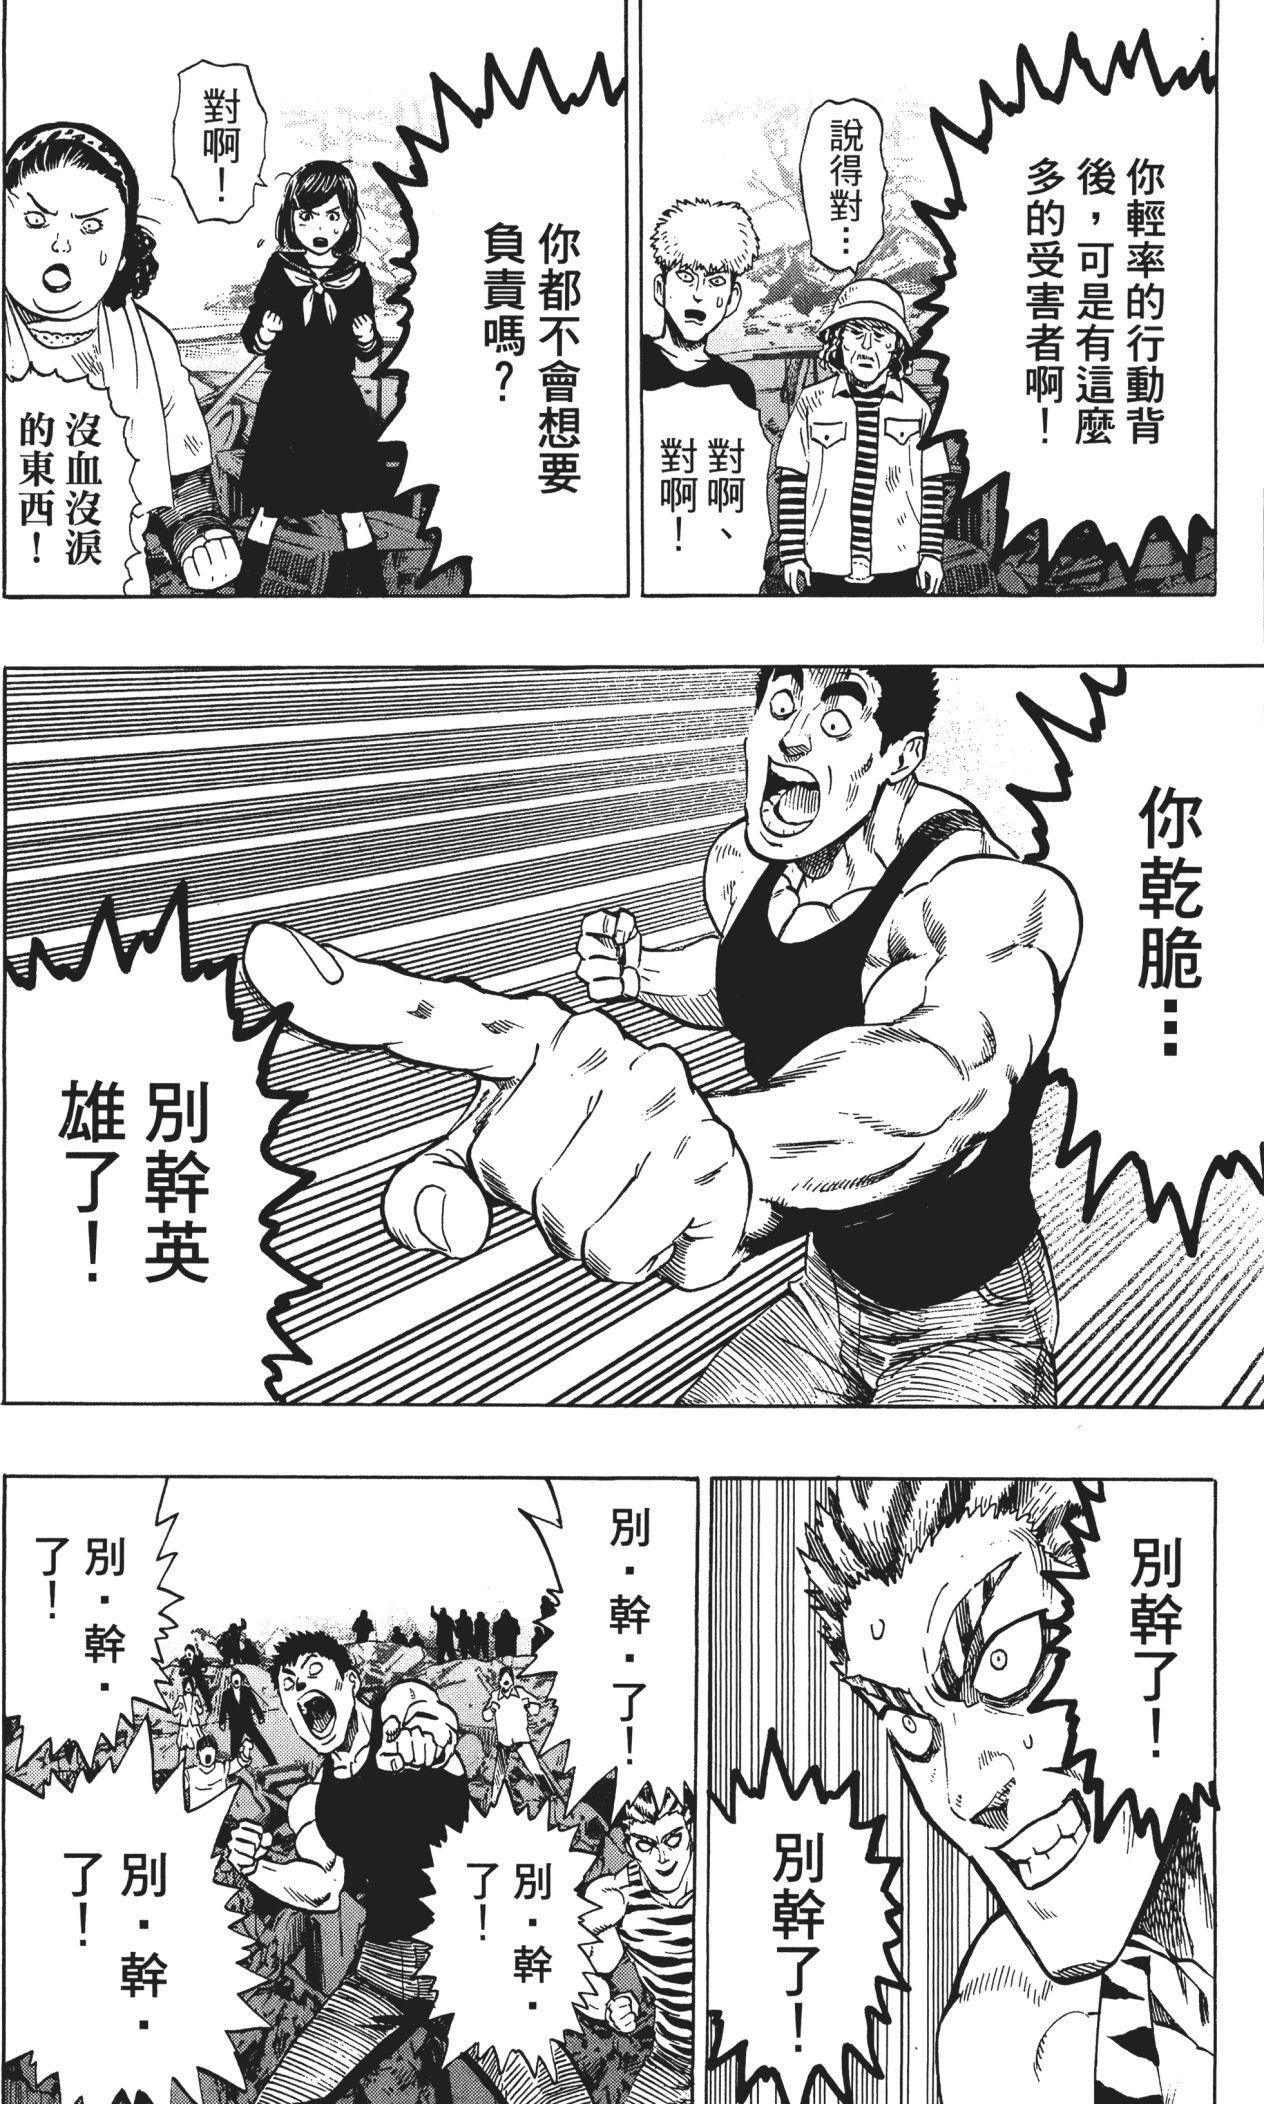 你輕率的行動背
後，可是有這麼
多的受害者啊！
說得對…
對啊、
對啊！
你都不會想要
負責嗎？
對啊！
沒血沒淚
的東西！
你乾脆…
別幹英
雄了！
別幹了！
別幹了！
別．幹．了！
別．幹．
了！
別．幹．
了！
別．幹．
了！